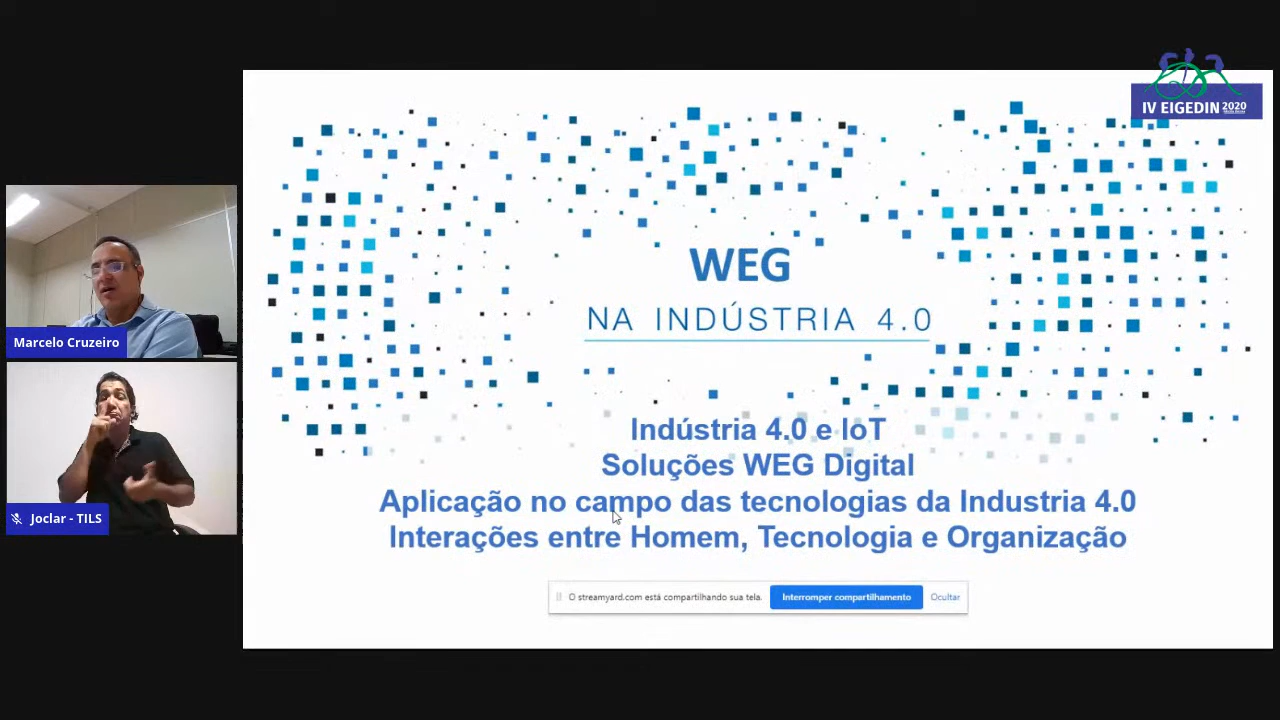 IV EIGEDIN 2020
WEG
NA INDÚSTRIA 4.0
Indústria 4.0 e IoT
Soluções WEG Digital
Aplicação no campo das tecnologias da Industria 4.0
Interações entre Homem, Tecnologia e Organização
O streamyard.com está compartilhando sua tela.
Interromper compartilhamento
Ocultar
Marcelo Cruzeiro
Joclar - TILS